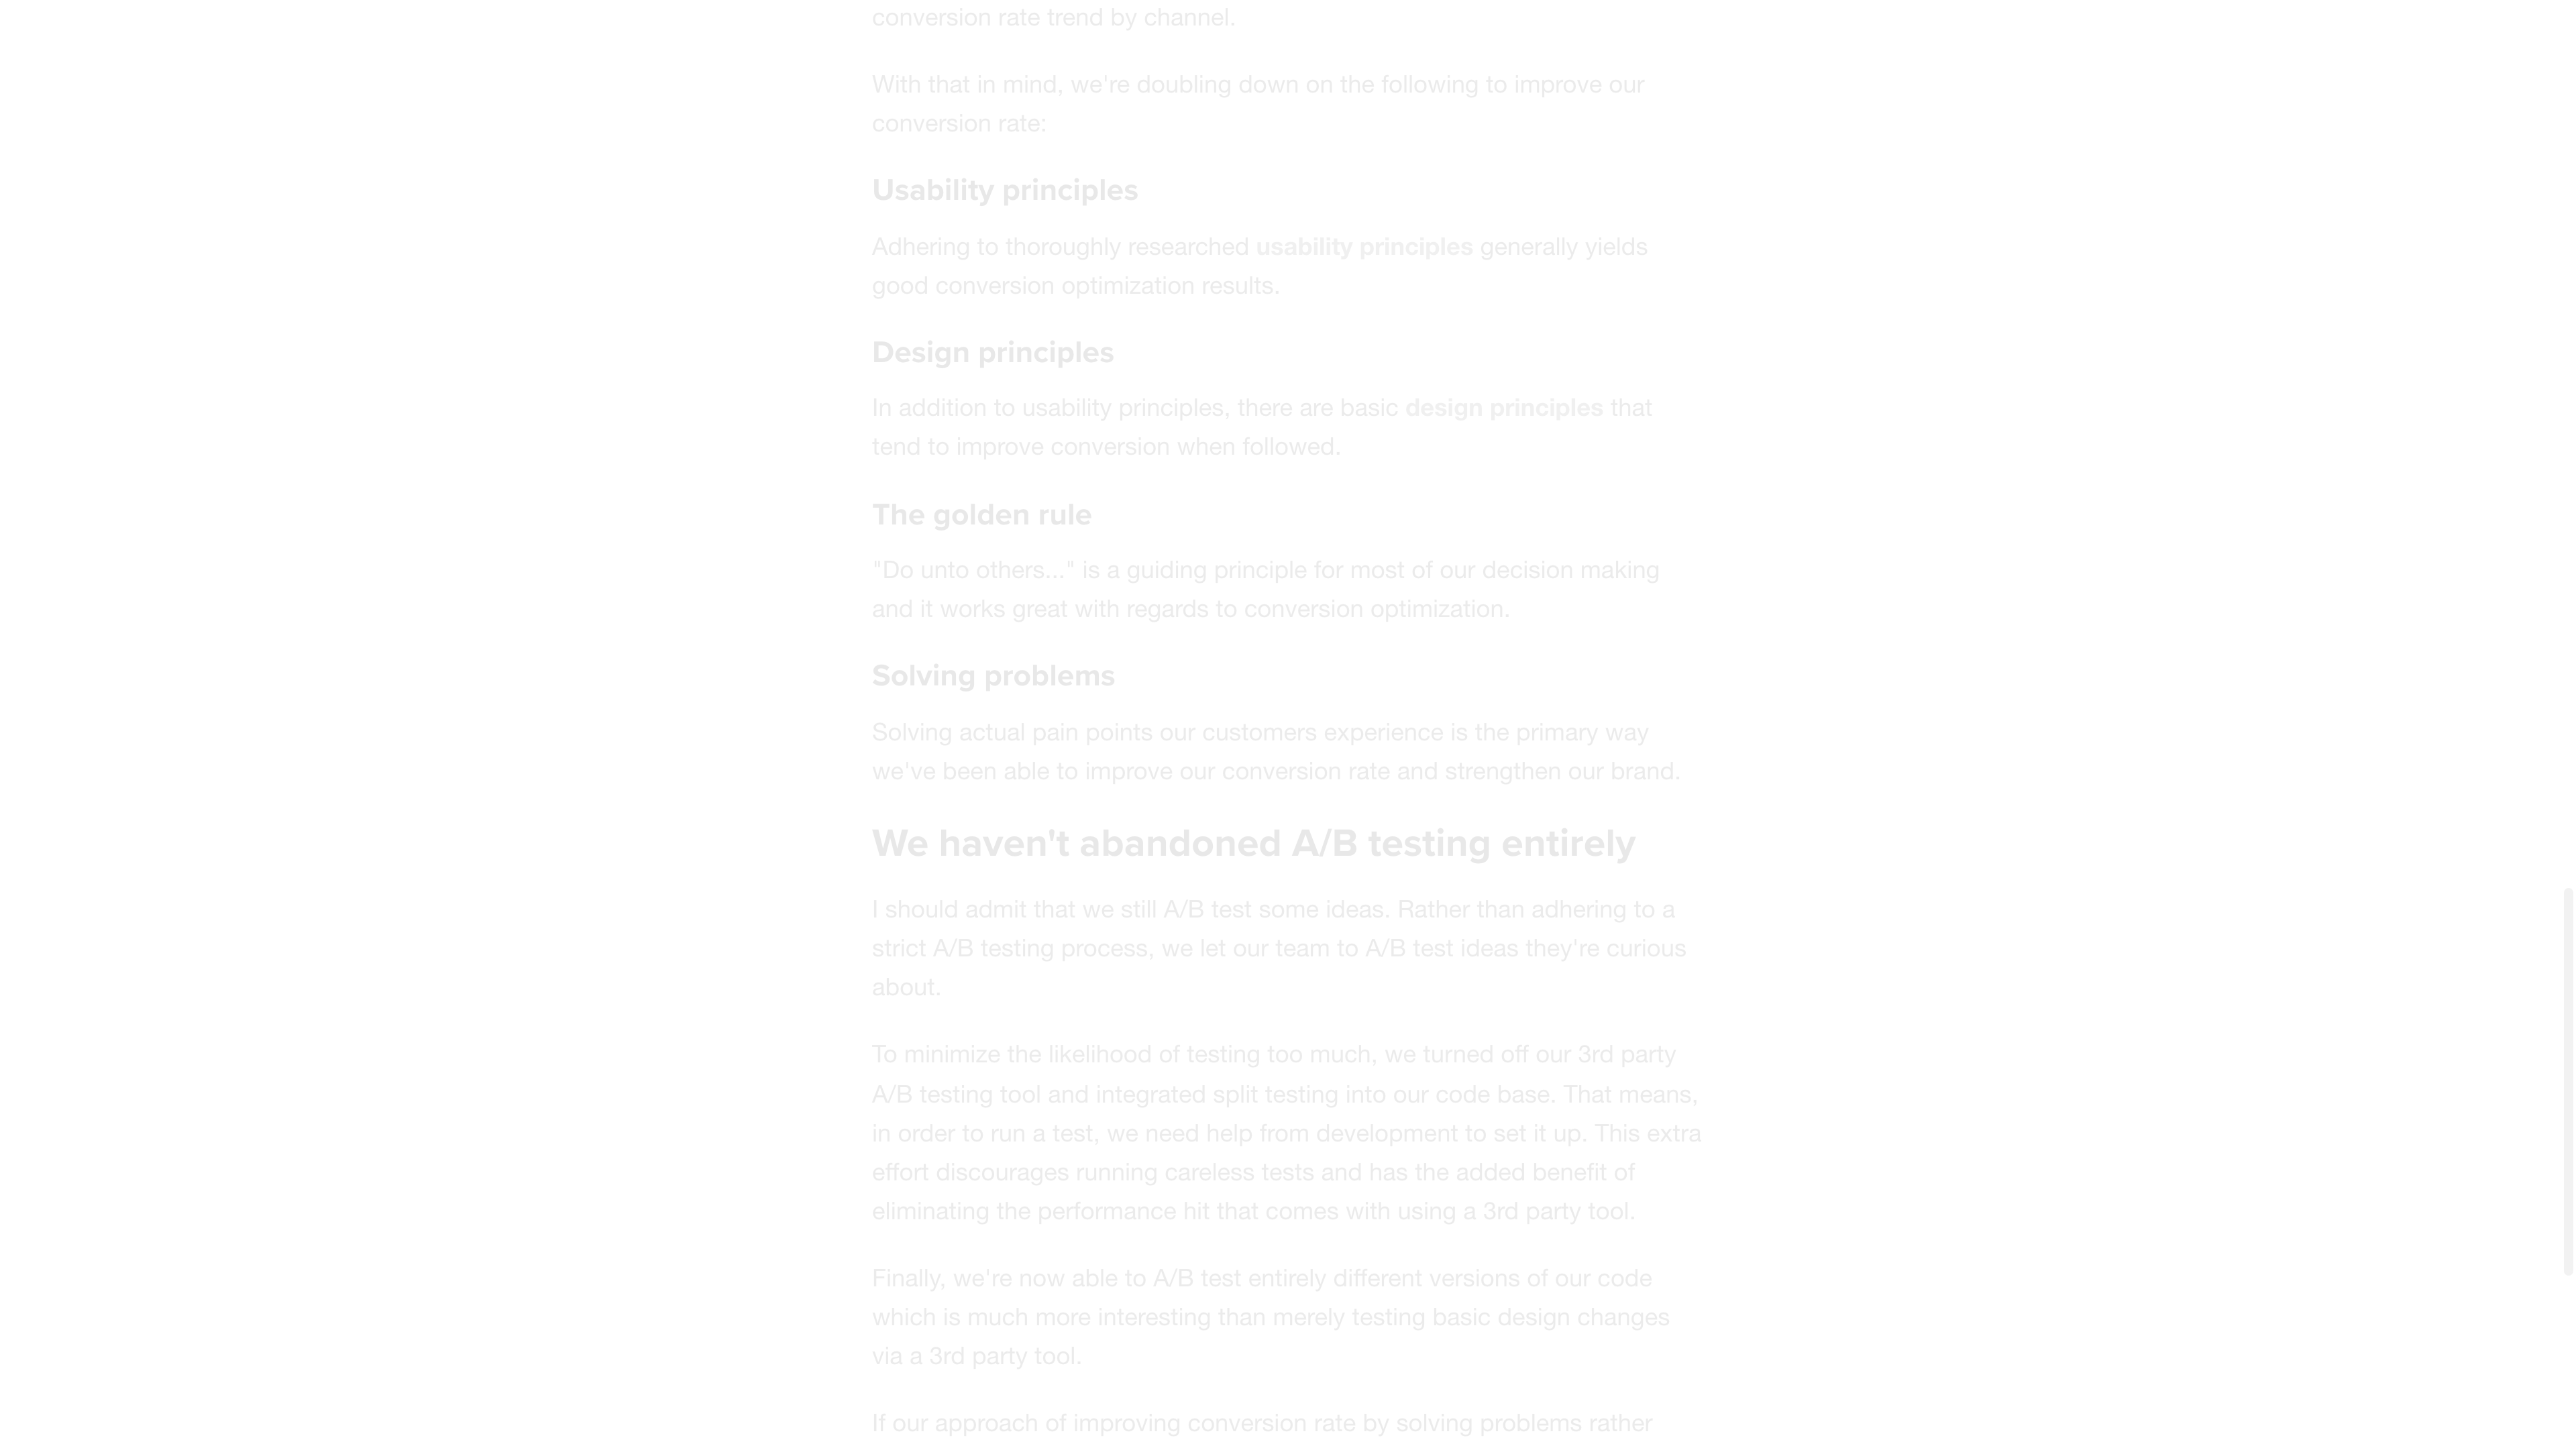 conversion rate trend by channel.
With that in mind, we're doubling down on the following to improve our
conversion rate:
Usability principles
Adhering to thoroughly researched usability principles generally yields
good conversion optimization results.
Design principles
In addition to usability principles, there are basic design principles that
tend to improve conversion when followed.
The golden rule
"Do unto others..." is a guiding principle for most of our decision making
and it works great with regards to conversion optimization.
Solving problems
Solving actual pain points our customers experience is the primary way
we've been able to improve our conversion rate and strengthen our brand.
We haven't abandoned A/B testing entirely
I should admit that we still A/B test some ideas. Rather than adhering to a
strict A/B testing process, we let our team to A/B test ideas they're curious
about.
To minimize the likelihood of testing too much, we turned off our 3rd party
A/B testing tool and integrated split testing into our code base. That means,
in order to run a test, we need help from development to set it up. This extra
effort discourages running careless tests and has the added benefit of
eliminating the performance hit that comes with using a 3rd party tool.
Finally, we're now able to A/B test entirely different versions of our code
which is much more interesting than merely testing basic design changes
via a 3rd party tool.
If our approach of improving conversion rate by solving problems rather